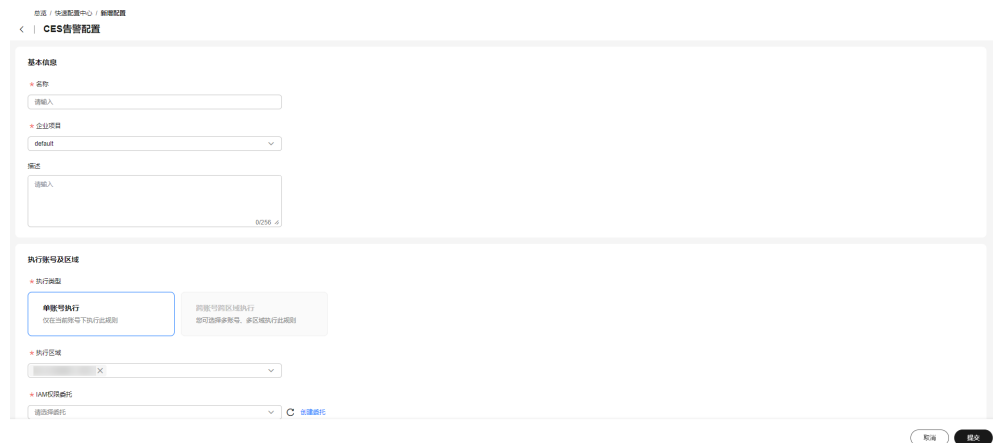 总览 / 快速配置中心 / 新增配置
CES告警配置
基本信息
* 名称
请输入
* 企业项目
default
描述
请输入
0/256
执行账号及区域
* 执行类型
单账号执行
仅在当前账号下执行此规则
跨账号跨区域执行
您可选择多账号、多区域执行此规则
* 执行区域
* IAM权限委托
请选择委托
创建委托
取消
提交